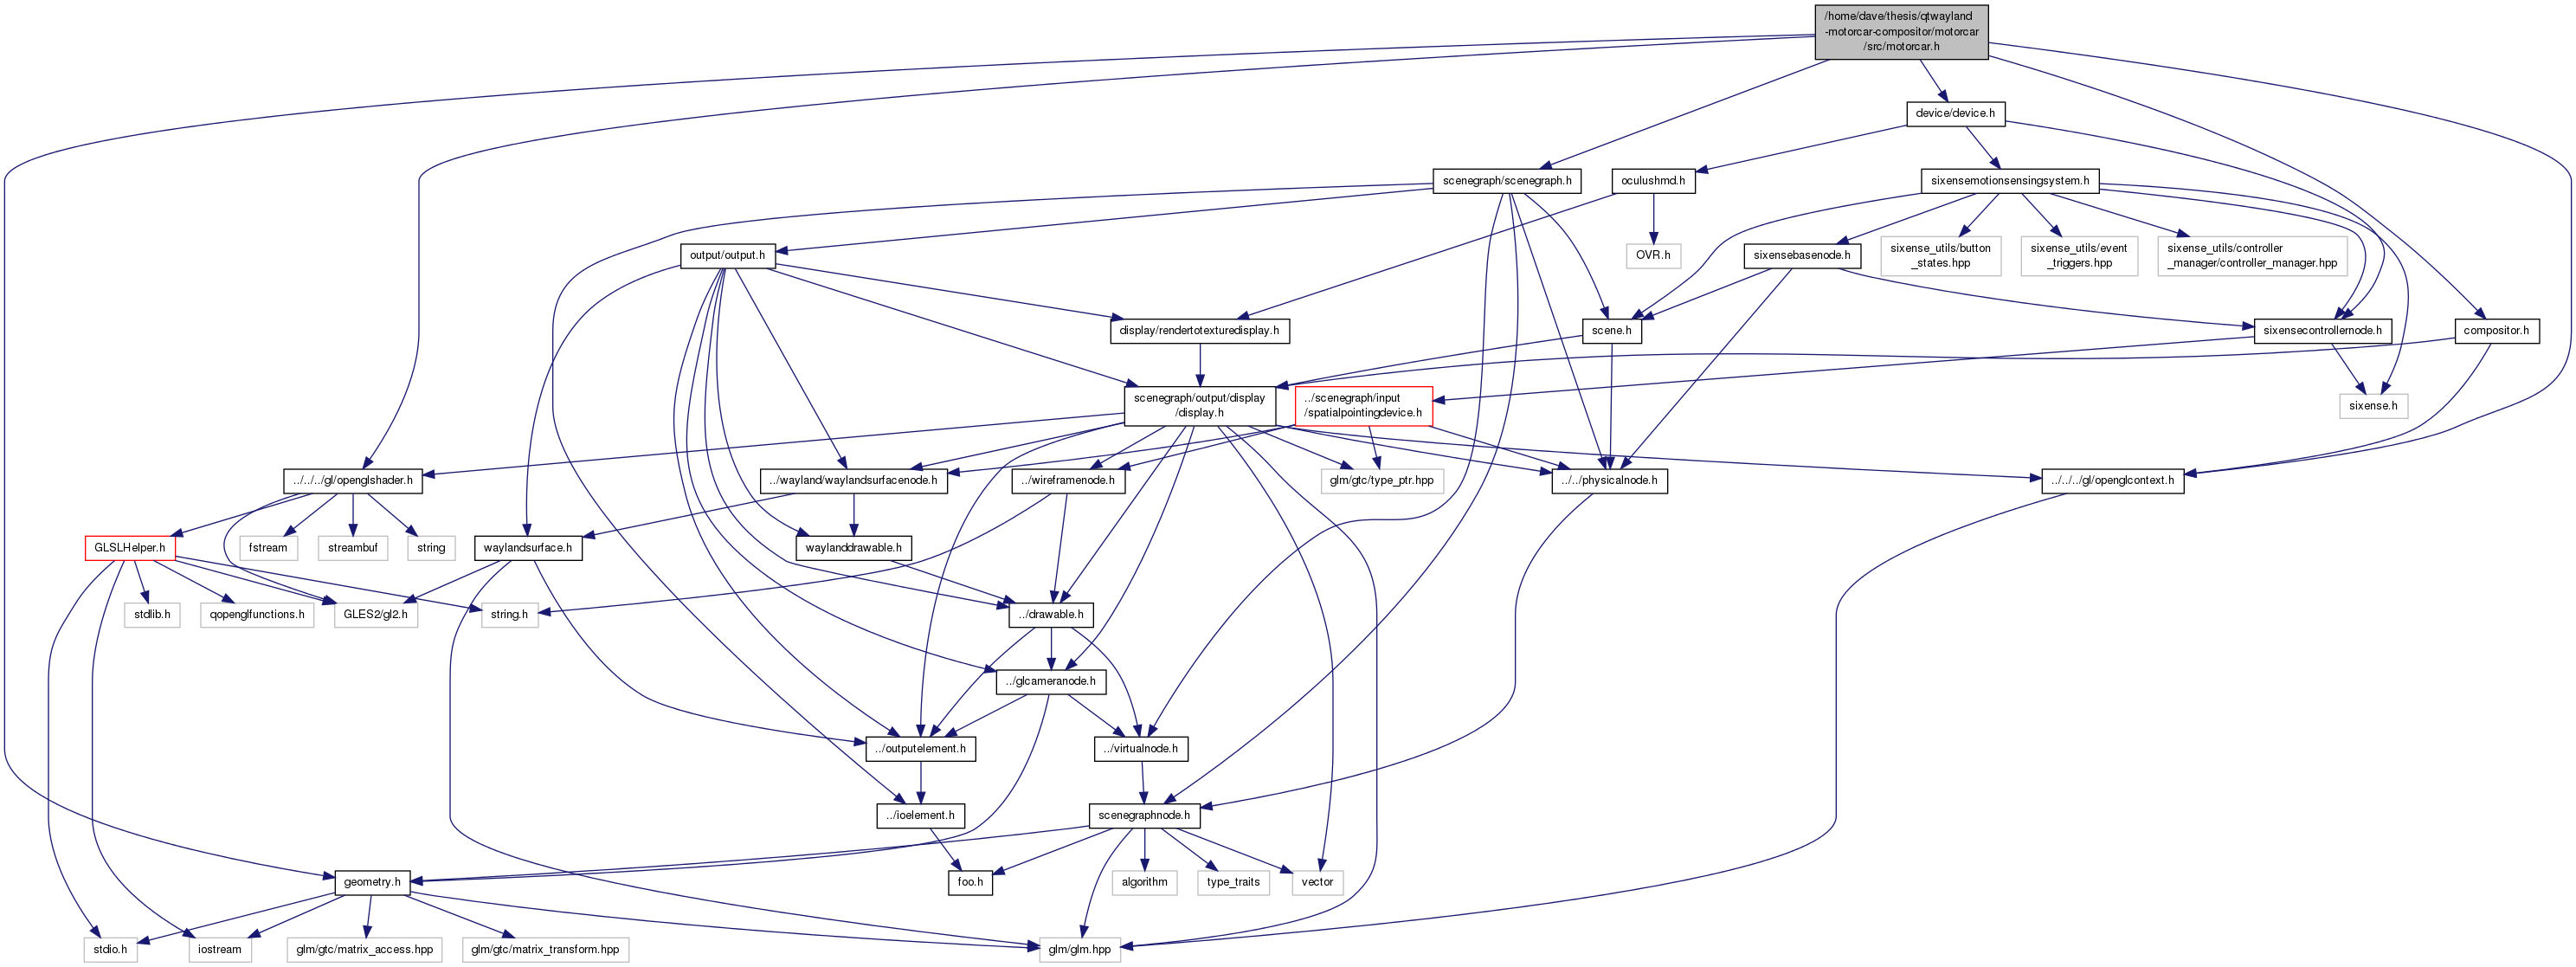 /home/dave/thesis/qtwayland
-motorcar-compositor/motorcar
/src/motorcar.h
device/device.h
scenegraph/scenegraph.h
oculushmd.h
sixensemotionsensingsystem.h
output/output.h
OVR.h
sixensebasenode.h
sixense_utils/button
_states.hpp
sixense_utils/event
_triggers.hpp
sixense_utils/controller
_manager/controller_manager.hpp
display/rendertotexturedisplay.h
scene.h
sixensecontrollernode.h
compositor.h
scenegraph/output/display
/display.h
../scenegraph/input
/spatialpointingdevice.h
sixense.h
../../../gl/openglshader.h
../wayland/waylandsurfacenode.h
../wireframenode.h
glm/gtc/type_ptr.hpp
../../physicalnode.h
../../../gl/openglcontext.h
GLSLHelper.h
fstream
streambuf
string
waylandsurface.h
waylanddrawable.h
stdlib.h
qopenglfunctions.h
GLES2/gl2.h
string.h
../drawable.h
../glcameranode.h
../outputelement.h
../virtualnode.h
../ioelement.h
scenegraphnode.h
geometry.h
foo.h
algorithm
type_traits
vector
stdio.h
iostream
glm/gtc/matrix_access.hpp
glm/gtc/matrix_transform.hpp
glm/glm.hpp